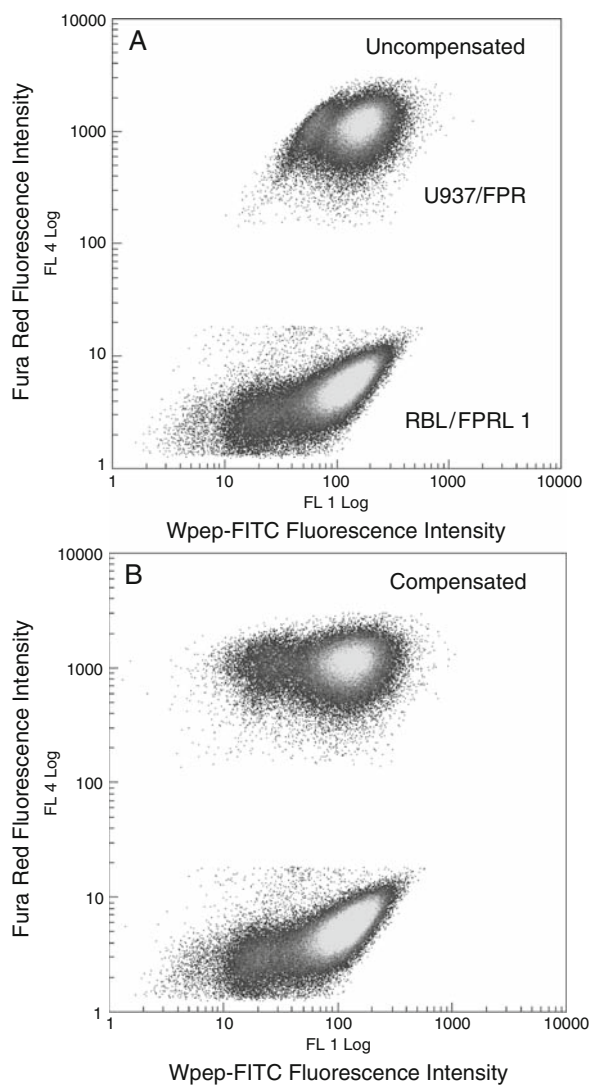 A
Uncompensated
U937/FPR
RBL/FPRL 1
Fura Red Fluorescence Intensity
FL 4 Log
10000
1000
100
10
1
1
10
100
1000
10000
FL 1 Log
Wpep-FITC Fluorescence Intensity
B
Compensated
Fura Red Fluorescence Intensity
FL 4 Log
10000
1000
100
10
1
1
10
100
1000
10000
FL 1 Log
Wpep-FITC Fluorescence Intensity